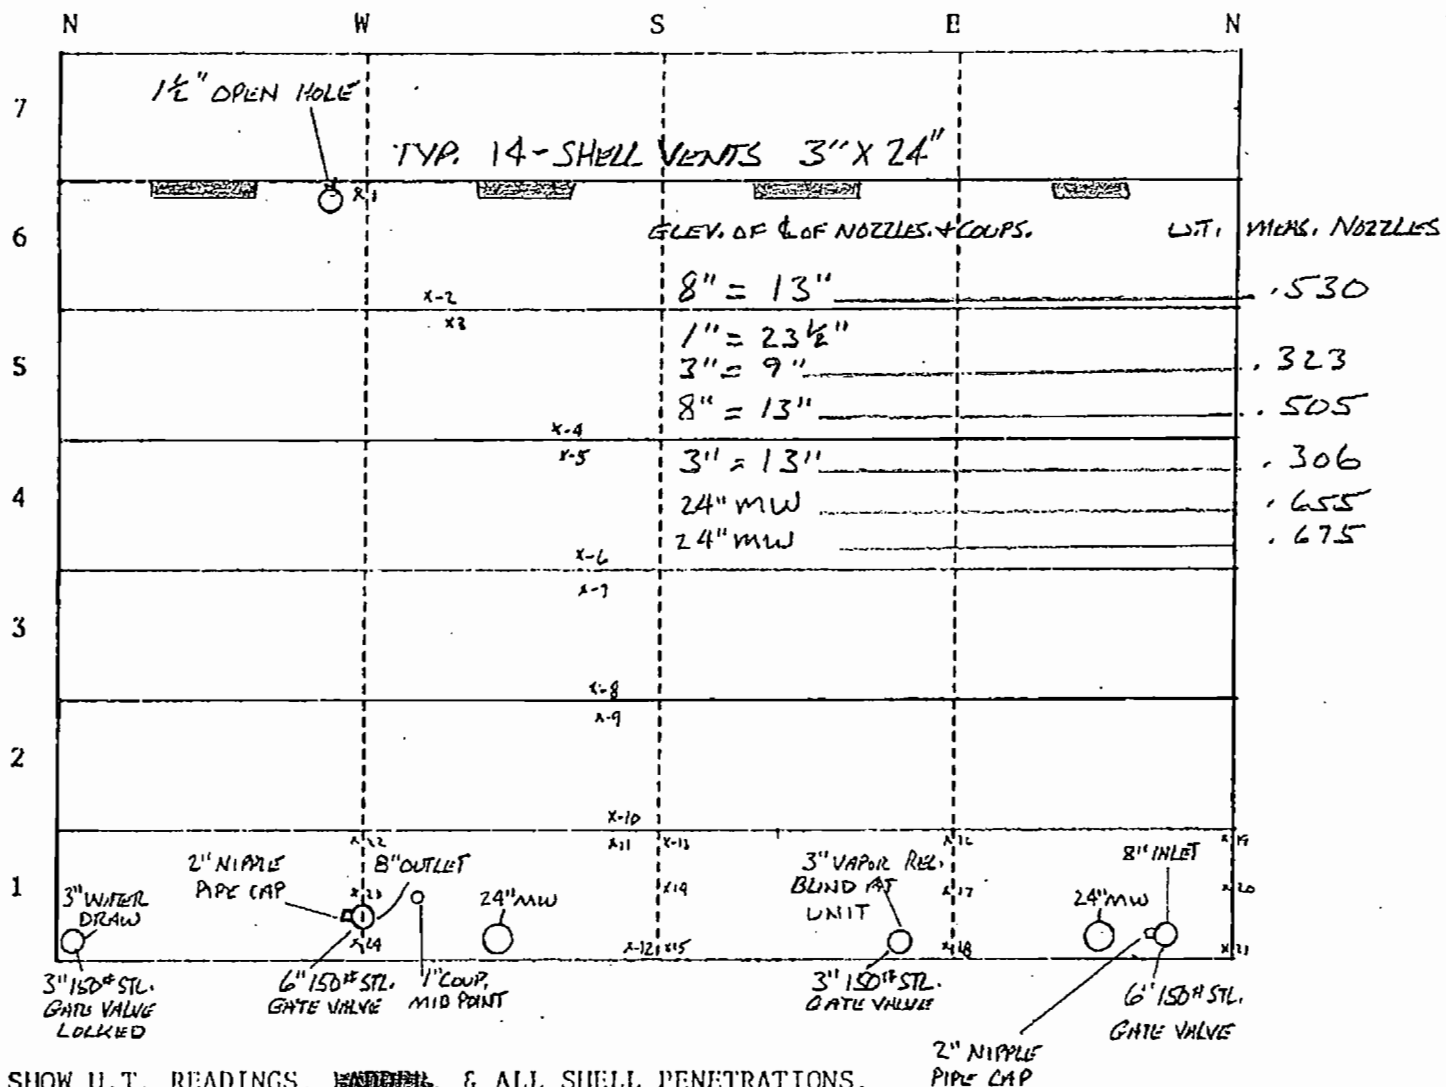 N W S E N
7
1½" OPEN HOLE
TYP. 14-SHELL VENTS 3" X 24"
X-1
6
ELEV. OF ℄ OF NOZZLES.+COUPS. U.T. MEAS. NOZZLES
X-2
8" = 13" .530
X3
1" = 23½"
5
3" = 9" .323
8" = 13" .505
X-4
X-5
3" = 13" .306
4
24" MW .655
24" MW .675
X-6
X-7
3
X-8
X-9
2
X-10
X-22 X11 X-13 X-16 X-19
2" NIPPLE
PIPE CAP
8" OUTLET
3" VAPOR REL.
BLIND AT
UNIT
8" INLET
1
3" WATER
DRAW
X-23
24" MW
X14
X-17
24" MW
X-20
X-24 X-12 X15 X-18 X-21
3" 150# STL.
GATE VALVE
LOCKED
6" 150# STL.
GATE VALVE
1" COUP.
MID POINT
3" 150# STL.
GATE VALVE
6" 150# STL.
GATE VALVE
2" NIPPLE
PIPE CAP
SHOW U.T. READINGS & ALL SHELL PENETRATIONS.